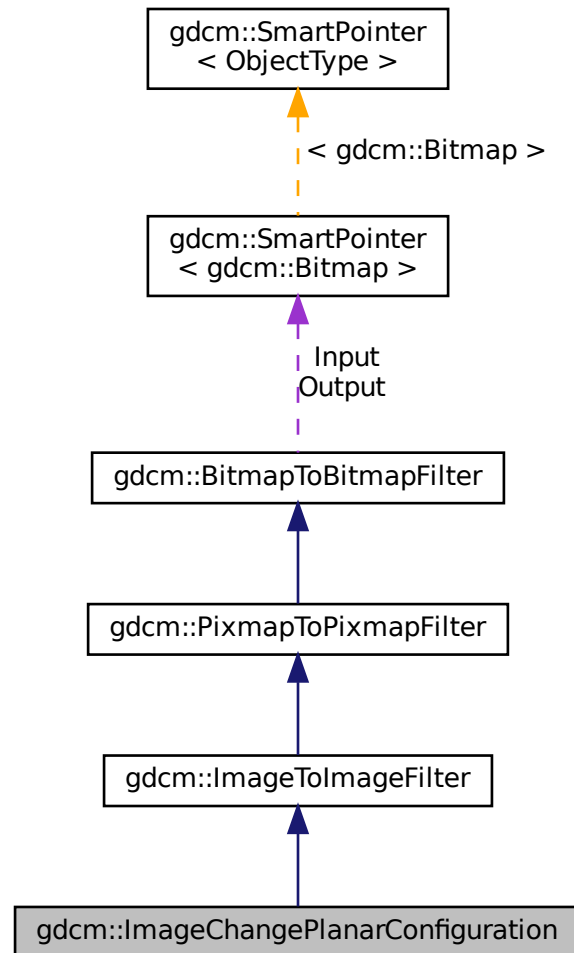 gdcm::SmartPointer
< ObjectType >
< gdcm::Bitmap >
gdcm::SmartPointer
< gdcm::Bitmap >
Input
Output
gdcm::BitmapToBitmapFilter
gdcm::PixmapToPixmapFilter
gdcm::ImageToImageFilter
gdcm::ImageChangePlanarConfiguration